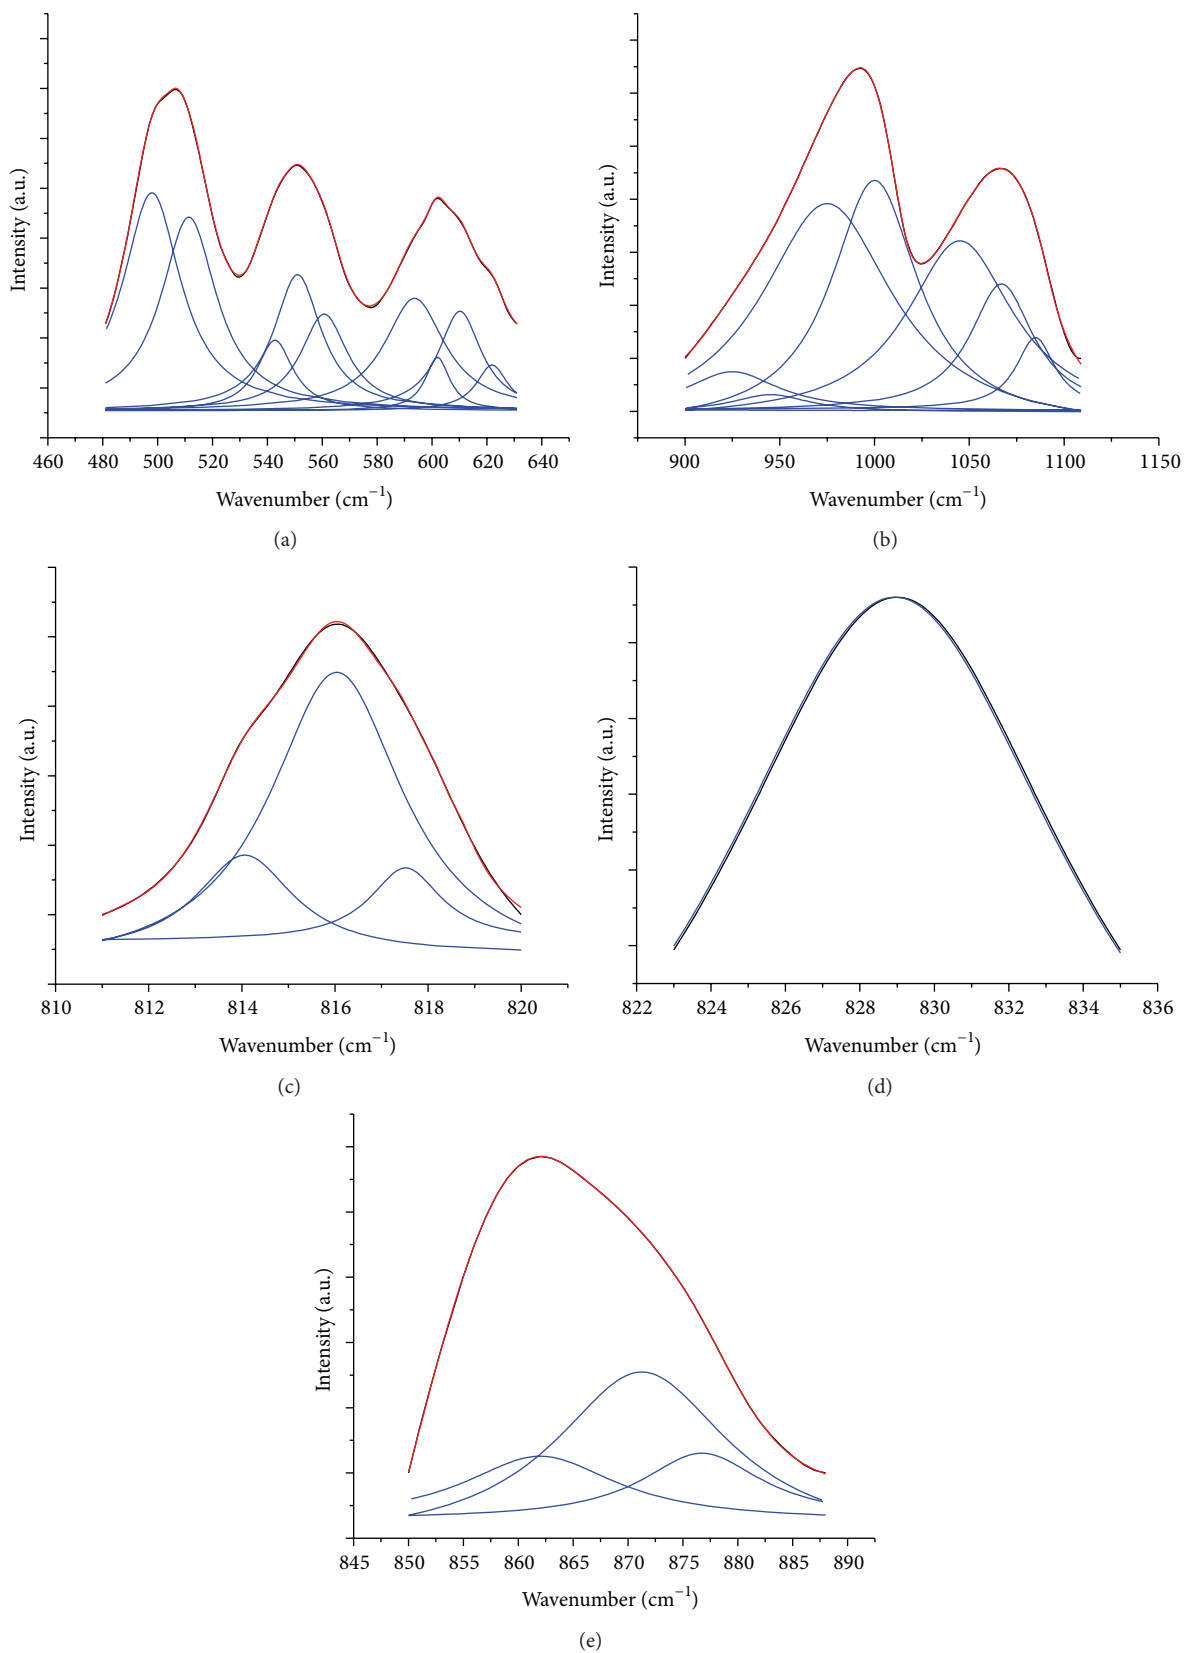 Intensity (a.u.)
460 480 500 520 540 560 580 600 620 640
Wavenumber (cm−1)
(a)
Intensity (a.u.)
900 950 1000 1050 1100 1150
Wavenumber (cm−1)
(b)
Intensity (a.u.)
810 812 814 816 818 820
Wavenumber (cm−1)
(c)
Intensity (a.u.)
822 824 826 828 830 832 834 836
Wavenumber (cm−1)
(d)
Intensity (a.u.)
845 850 855 860 865 870 875 880 885 890
Wavenumber (cm−1)
(e)